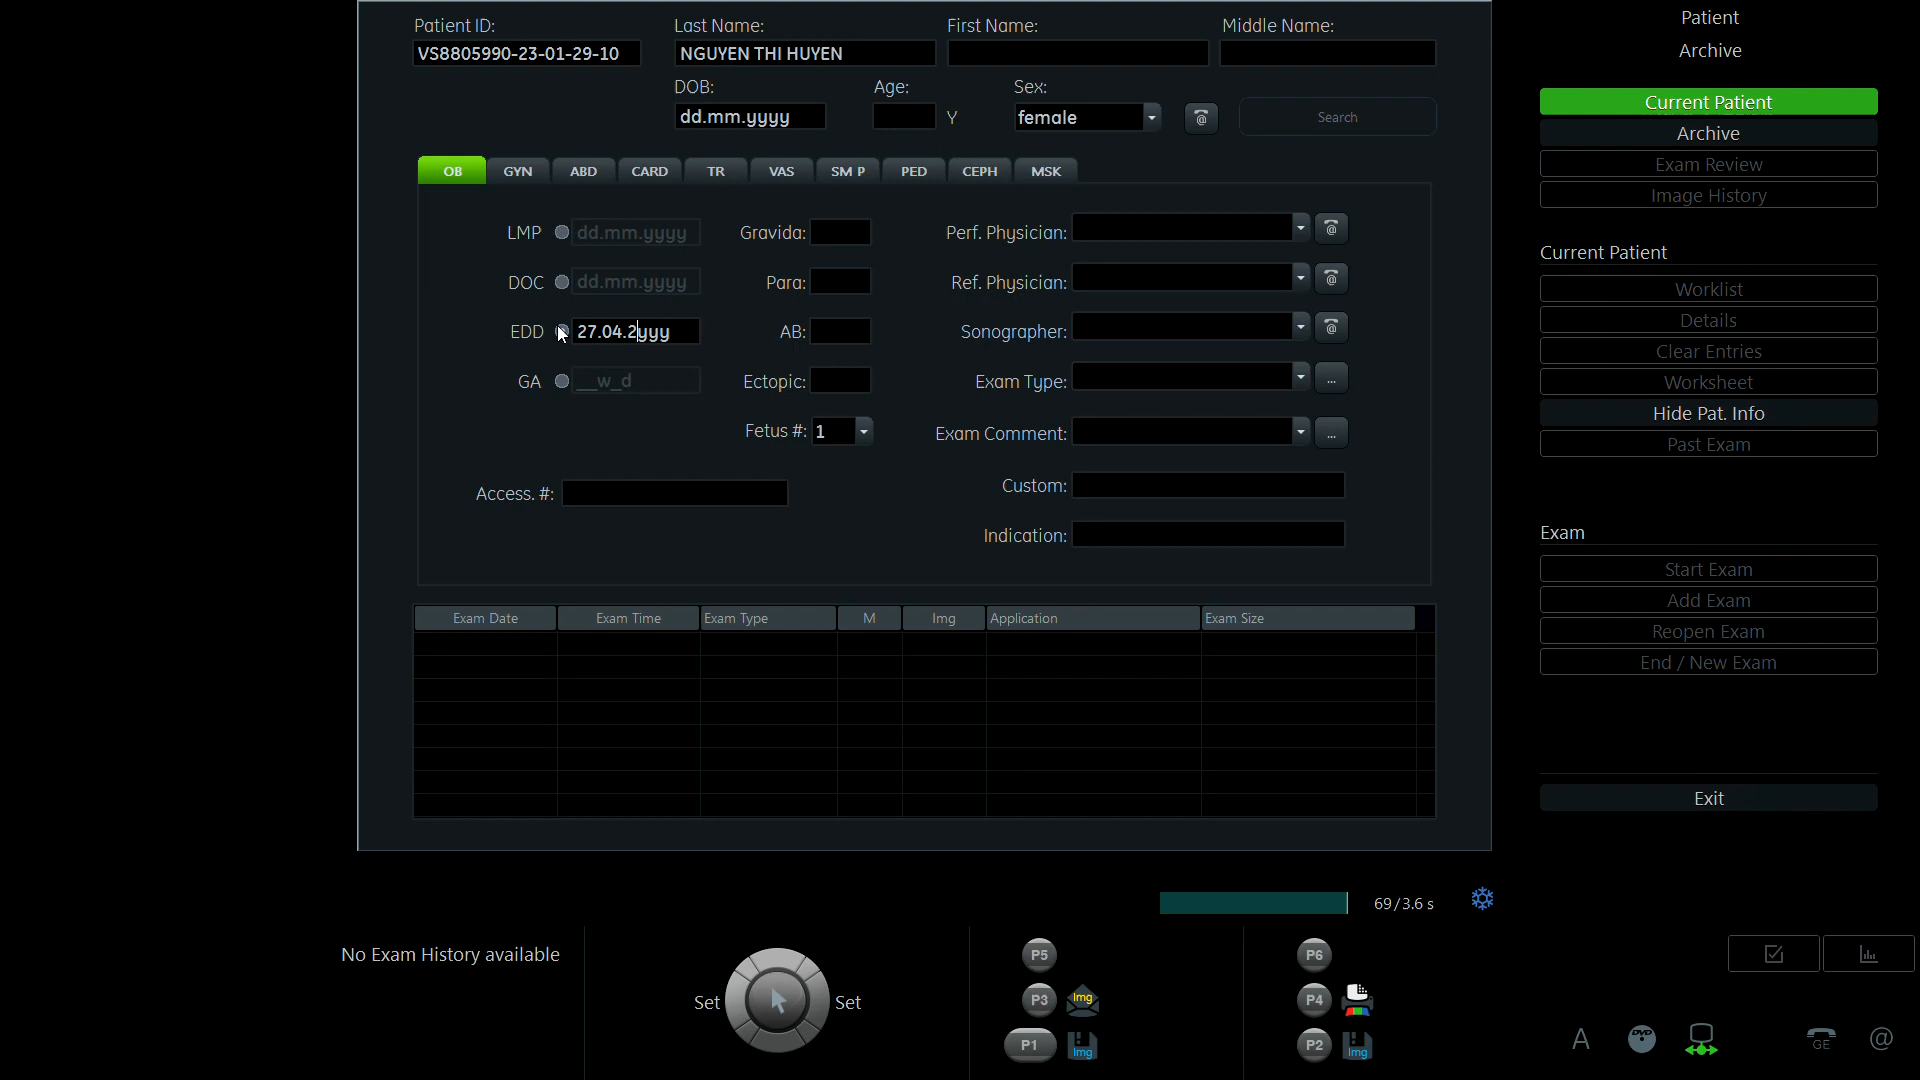 Patient ID: Last Name: First Name: Middle Name:
VS8805990-23-01-29-10 NGUYEN THI HUYEN
DOB: Age: Sex:
dd.mm.yyyy Y female @ Search
OB GYN ABD CARD TR VAS SM P PED CEPH MSK
LMP dd.mm.yyyy Gravida: Perf. Physician: @
DOC dd.mm.yyyy Para: Ref. Physician: @
EDD 27.04.2yyy AB: Sonographer: @
GA __w_d Ectopic: Exam Type: ...
Fetus #: 1 Exam Comment: ...
Access. #: Custom:
Indication:
Exam Date Exam Time Exam Type M Img Application Exam Size
69/3.6 s
No Exam History available
Set Set
P5 P6
P3 Img P4
P1 Img P2 Img
Patient
Archive
Current Patient
Archive
Exam Review
Image History
Current Patient
Worklist
Details
Clear Entries
Worksheet
Hide Pat. Info
Past Exam
Exam
Start Exam
Add Exam
Reopen Exam
End / New Exam
Exit
A DVD GE @